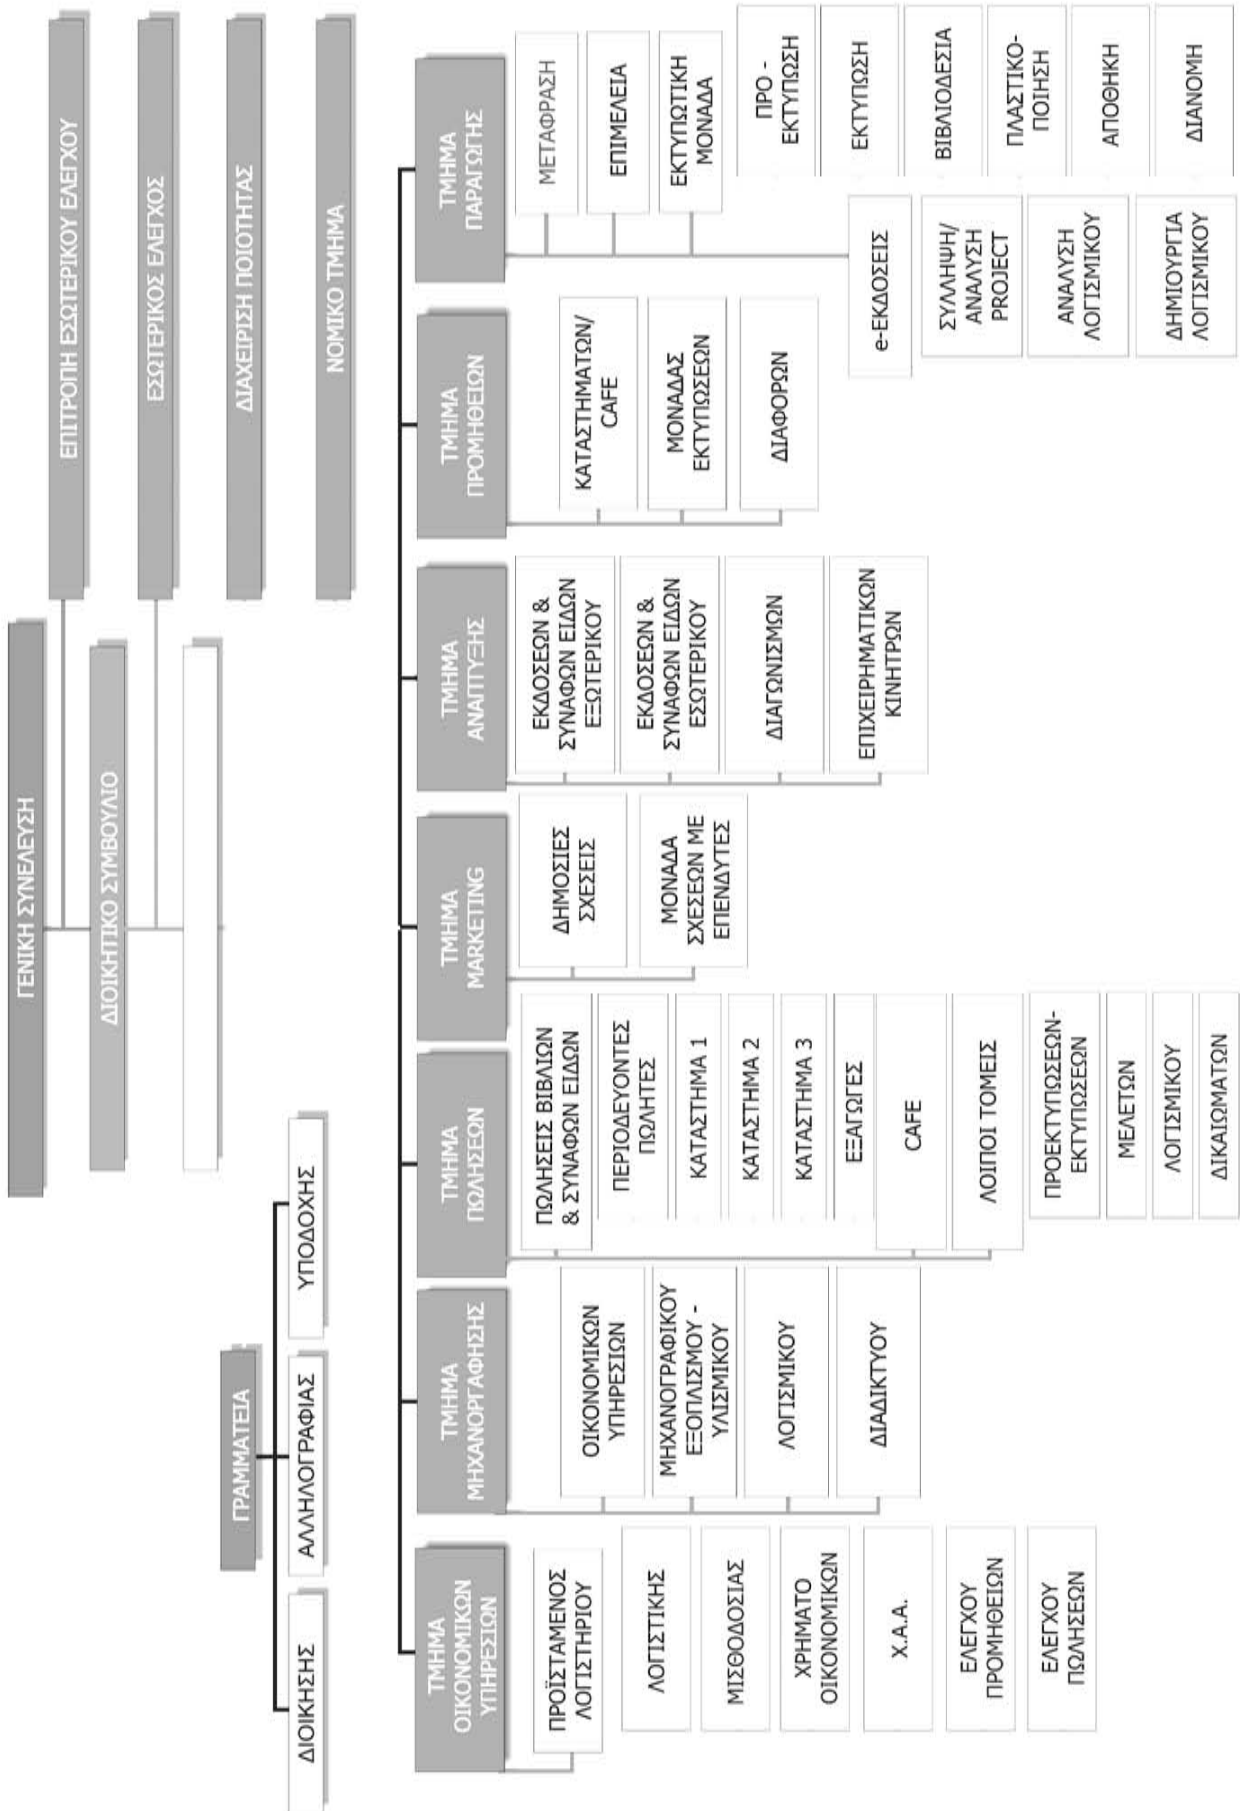 ΓΕΝΙΚΗ ΣΥΝΕΛΕΥΣΗ
ΕΠΙΤΡΟΠΗ ΕΣΩΤΕΡΙΚΟΥ ΕΛΕΓΧΟΥ
ΔΙΟΙΚΗΤΙΚΟ ΣΥΜΒΟΥΛΙΟ
ΕΣΩΤΕΡΙΚΟΣ ΕΛΕΓΧΟΣ
ΔΙΑΧΕΙΡΙΣΗ ΠΟΙΟΤΗΤΑΣ
ΝΟΜΙΚΟ ΤΜΗΜΑ
ΓΡΑΜΜΑΤΕΙΑ
ΔΙΟΙΚΗΣΗΣ
ΑΛΛΗΛΟΓΡΑΦΙΑΣ
ΥΠΟΔΟΧΗΣ
ΤΜΗΜΑ
ΟΙΚΟΝΟΜΙΚΩΝ
ΥΠΗΡΕΣΙΩΝ
ΠΡΟΪΣΤΑΜΕΝΟΣ
ΛΟΓΙΣΤΗΡΙΟΥ
ΛΟΓΙΣΤΙΚΗΣ
ΜΙΣΘΟΔΟΣΙΑΣ
ΧΡΗΜΑΤΟ
ΟΙΚΟΝΟΜΙΚΩΝ
Χ.Α.Α.
ΕΛΕΓΧΟΥ
ΠΡΟΜΗΘΕΙΩΝ
ΕΛΕΓΧΟΥ
ΠΩΛΗΣΕΩΝ
ΤΜΗΜΑ
ΜΗΧΑΝΟΡΓΑΦΗΣΗΣ
ΟΙΚΟΝΟΜΙΚΩΝ
ΥΠΗΡΕΣΙΩΝ
ΜΗΧΑΝΟΓΡΑΦΙΚΟΥ
ΕΞΟΠΛΙΣΜΟΥ -
ΥΛΙΣΜΙΚΟΥ
ΛΟΓΙΣΜΙΚΟΥ
ΔΙΑΔΙΚΤΥΟΥ
ΤΜΗΜΑ
ΠΩΛΗΣΕΩΝ
ΠΩΛΗΣΕΙΣ ΒΙΒΛΙΩΝ
& ΣΥΝΑΦΩΝ ΕΙΔΩΝ
ΠΕΡΙΟΔΕΥΟΝΤΕΣ
ΠΩΛΗΤΕΣ
ΚΑΤΑΣΤΗΜΑ 1
ΚΑΤΑΣΤΗΜΑ 2
ΚΑΤΑΣΤΗΜΑ 3
ΕΞΑΓΩΓΕΣ
CAFE
ΛΟΙΠΟΙ ΤΟΜΕΙΣ
ΠΡΟΕΚΤΥΠΩΣΕΩΝ-
ΕΚΤΥΠΩΣΕΩΝ
ΜΕΛΕΤΩΝ
ΛΟΓΙΣΜΙΚΟΥ
ΔΙΚΑΙΩΜΑΤΩΝ
ΤΜΗΜΑ
MARKETING
ΔΗΜΟΣΙΕΣ
ΣΧΕΣΕΙΣ
ΜΟΝΑΔΑ
ΣΧΕΣΕΩΝ ΜΕ
ΕΠΕΝΔΥΤΕΣ
ΤΜΗΜΑ
ΑΝΑΠΤΥΞΗΣ
ΕΚΔΟΣΕΩΝ &
ΣΥΝΑΦΩΝ ΕΙΔΩΝ
ΕΞΩΤΕΡΙΚΟΥ
ΕΚΔΟΣΕΩΝ &
ΣΥΝΑΦΩΝ ΕΙΔΩΝ
ΕΣΩΤΕΡΙΚΟΥ
ΔΙΑΓΩΝΙΣΜΩΝ
ΕΠΙΧΕΙΡΗΜΑΤΙΚΩΝ
ΚΙΝΗΤΡΩΝ
ΤΜΗΜΑ
ΠΡΟΜΗΘΕΙΩΝ
ΚΑΤΑΣΤΗΜΑΤΩΝ/
CAFE
ΜΟΝΑΔΑΣ
ΕΚΤΥΠΩΣΕΩΝ
ΔΙΑΦΟΡΩΝ
ΤΜΗΜΑ
ΠΑΡΑΓΩΓΗΣ
ΜΕΤΑΦΡΑΣΗ
ΕΠΙΜΕΛΕΙΑ
ΕΚΤΥΠΩΤΙΚΗ
ΜΟΝΑΔΑ
ΠΡΟ -
ΕΚΤΥΠΩΣΗ
ΕΚΤΥΠΩΣΗ
ΒΙΒΛΙΟΔΕΣΙΑ
ΠΛΑΣΤΙΚΟ-
ΠΟΙΗΣΗ
ΑΠΟΘΗΚΗ
ΔΙΑΝΟΜΗ
e-ΕΚΔΟΣΕΙΣ
ΣΥΛΛΗΨΗ/
ΑΝΑΛΥΣΗ
PROJECT
ΑΝΑΛΥΣΗ
ΛΟΓΙΣΜΙΚΟΥ
ΔΗΜΙΟΥΡΓΙΑ
ΛΟΓΙΣΜΙΚΟΥ